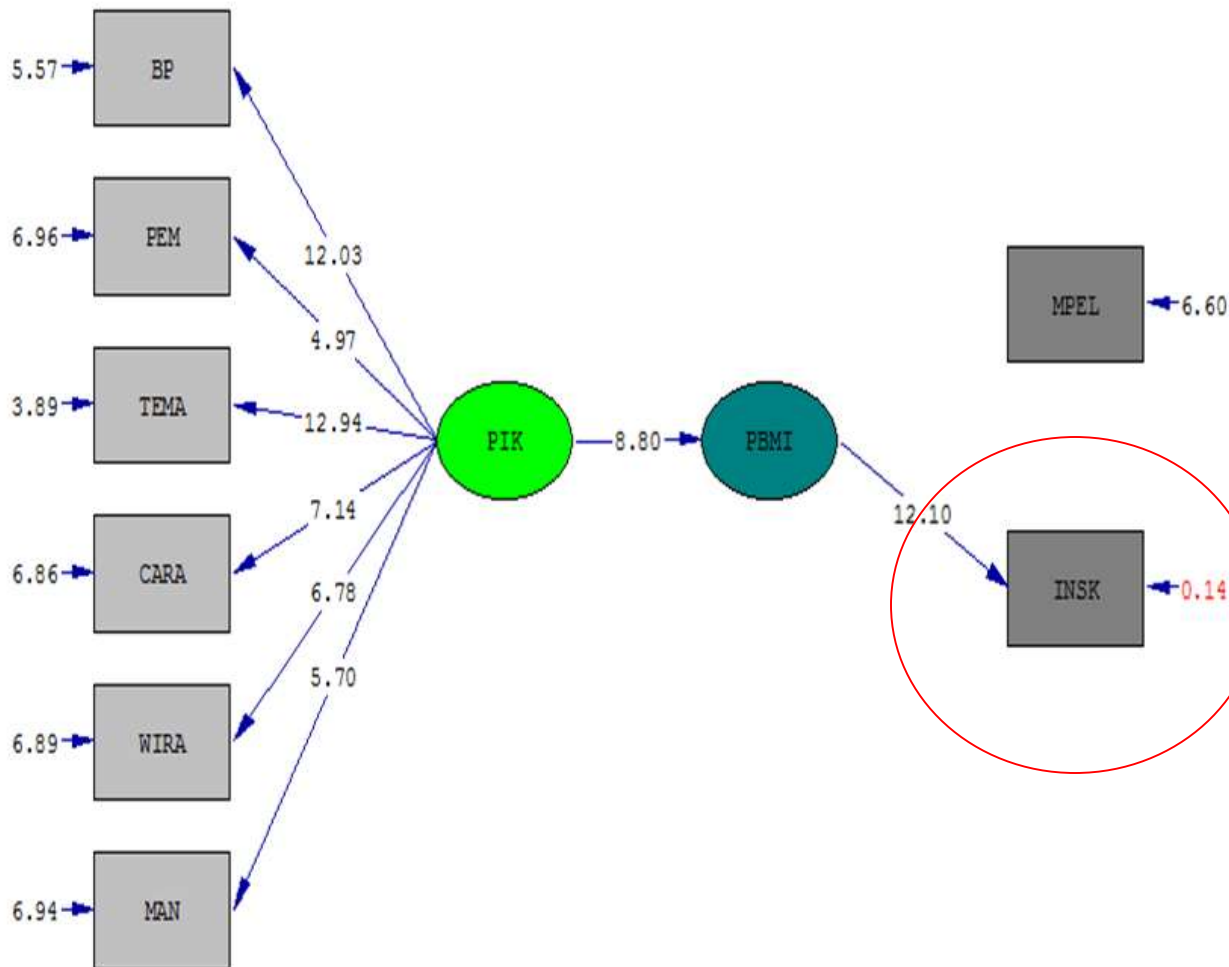 5.57
BP
6.96
PEM
12.03
4.97
MPEL
6.60
3.89
TEMA
12.94
PIK
8.80
PBMI
7.14
12.10
6.86
CARA
6.78
INSK
0.14
5.70
6.89
WIRA
6.94
MAN